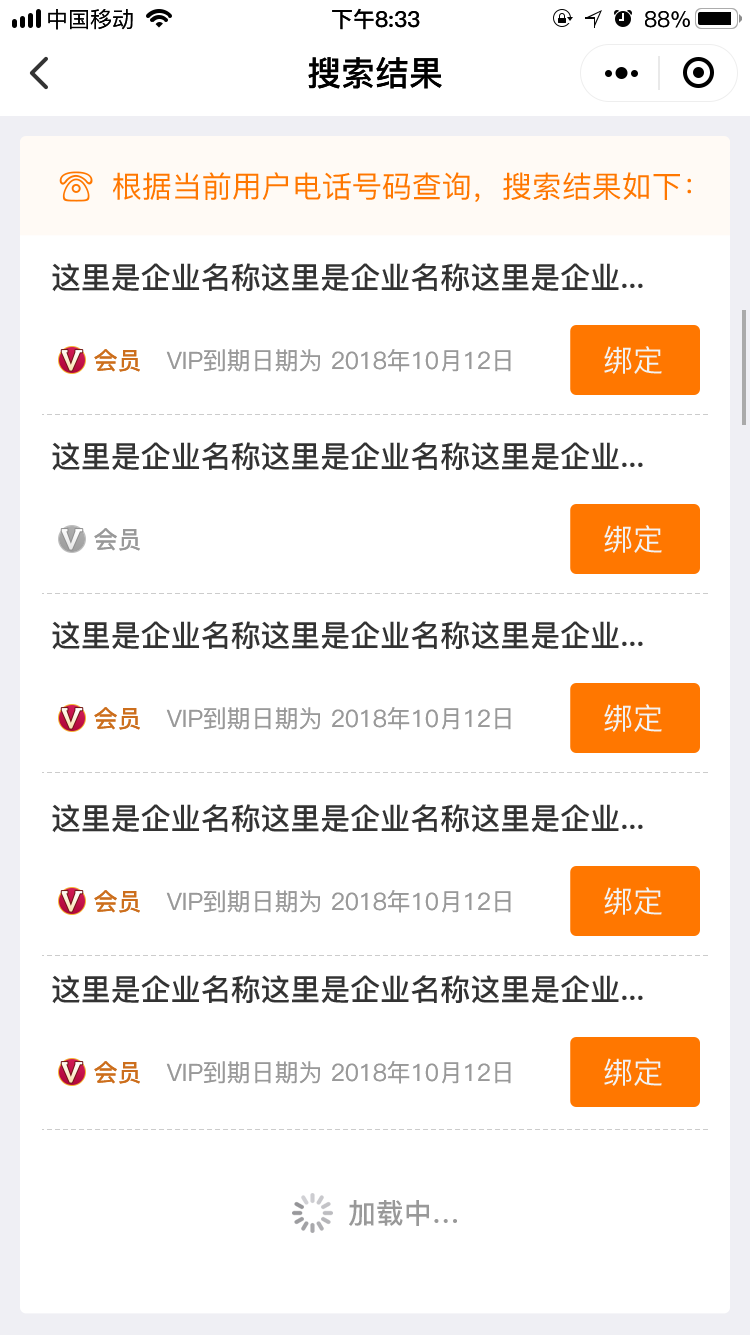 中国移动
下午8:33
88%
搜索结果
根据当前用户电话号码查询，搜索结果如下：
这里是企业名称这里是企业名称这里是企业...
V 会员 VIP到期日期为 2018年10月12日
绑定
这里是企业名称这里是企业名称这里是企业...
V 会员
绑定
这里是企业名称这里是企业名称这里是企业...
V 会员 VIP到期日期为 2018年10月12日
绑定
这里是企业名称这里是企业名称这里是企业...
V 会员 VIP到期日期为 2018年10月12日
绑定
这里是企业名称这里是企业名称这里是企业...
V 会员 VIP到期日期为 2018年10月12日
绑定
加载中...